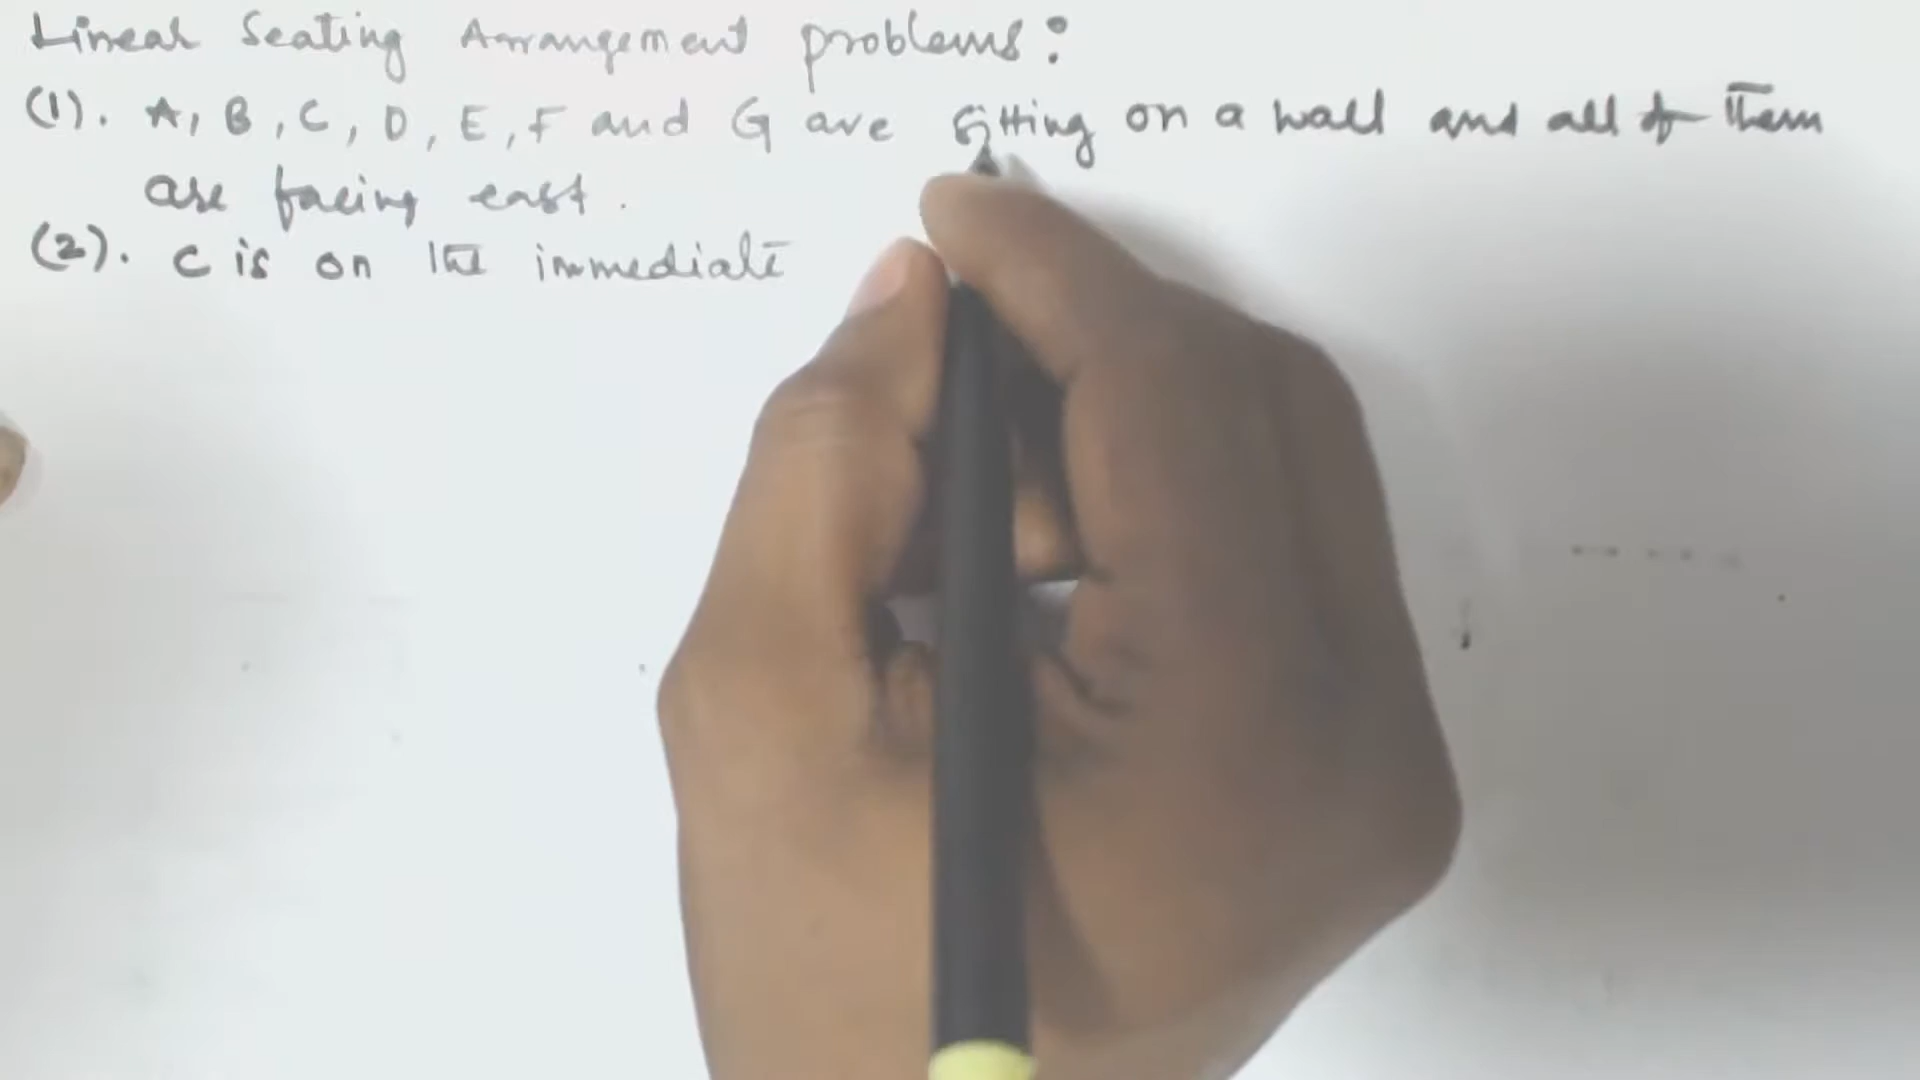 Linear Seating Arrangement problems:
(1). A, B, C, D, E, F and G are sitting on a wall and all of them
are facing east.
(2). C is on the immediate